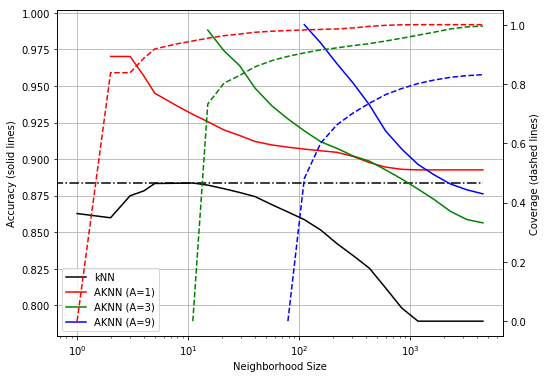 1.000
0.975
0.950
0.925
0.900
0.875
0.850
0.825
0.800
Accuracy (solid lines)
1.0
0.8
0.6
0.4
0.2
0.0
Coverage (dashed lines)
kNN
AKNN (A=1)
AKNN (A=3)
AKNN (A=9)
10⁰
10¹
10²
10³
Neighborhood Size